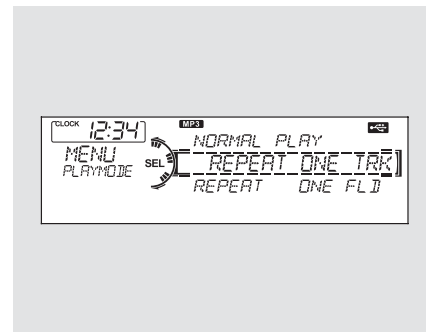 CLOCK 12:34
MP3
MENU
PLAYMODE
SEL
NORMAL PLAY
REPEAT ONE TRK
REPEAT ONE FLD